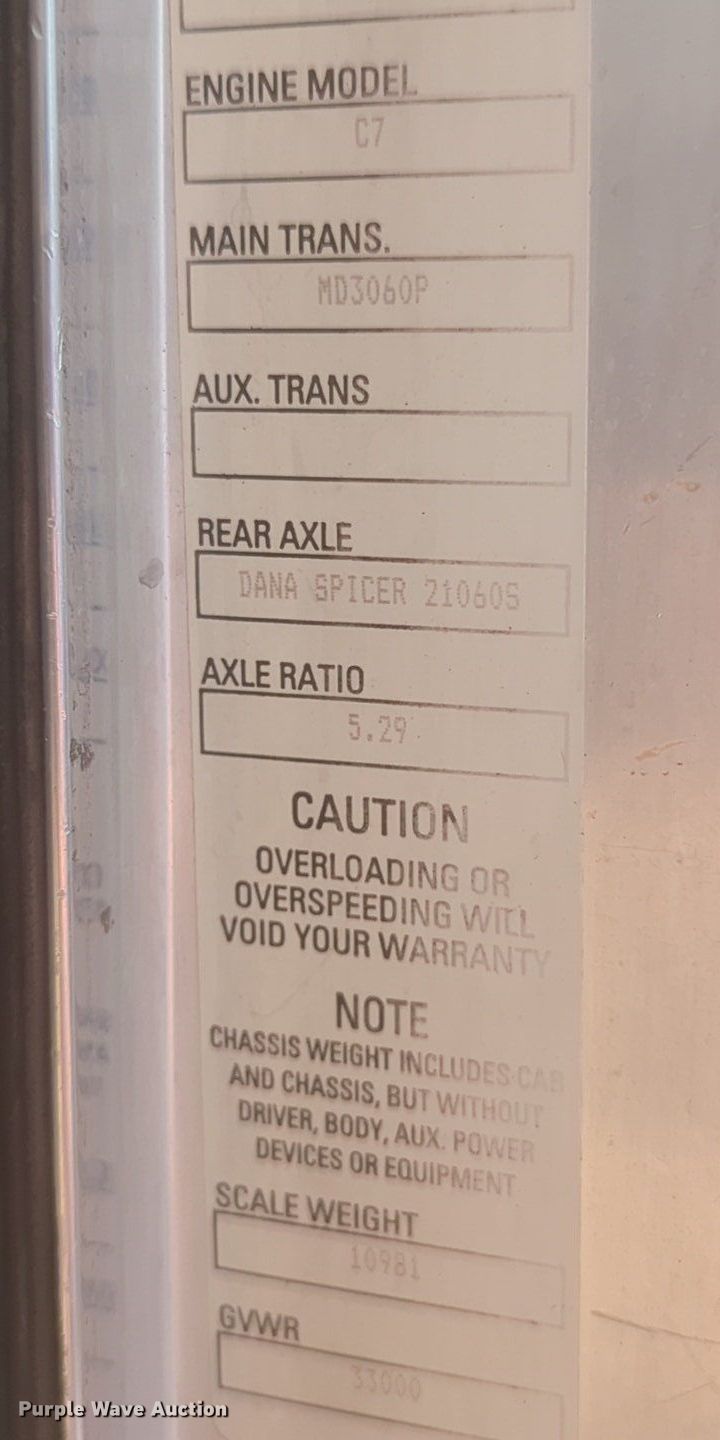 ENGINE MODEL
C7
MAIN TRANS.
MD3060P
AUX. TRANS
REAR AXLE
DANA SPICER 21060S
AXLE RATIO
5.29
CAUTION
OVERLOADING OR
OVERSPEEDING WILL
VOID YOUR WARRANTY
NOTE
CHASSIS WEIGHT INCLUDES CAB
AND CHASSIS, BUT WITHOUT
DRIVER, BODY, AUX. POWER
DEVICES OR EQUIPMENT
SCALE WEIGHT
10981
GVWR
33000
Purple Wave Auction